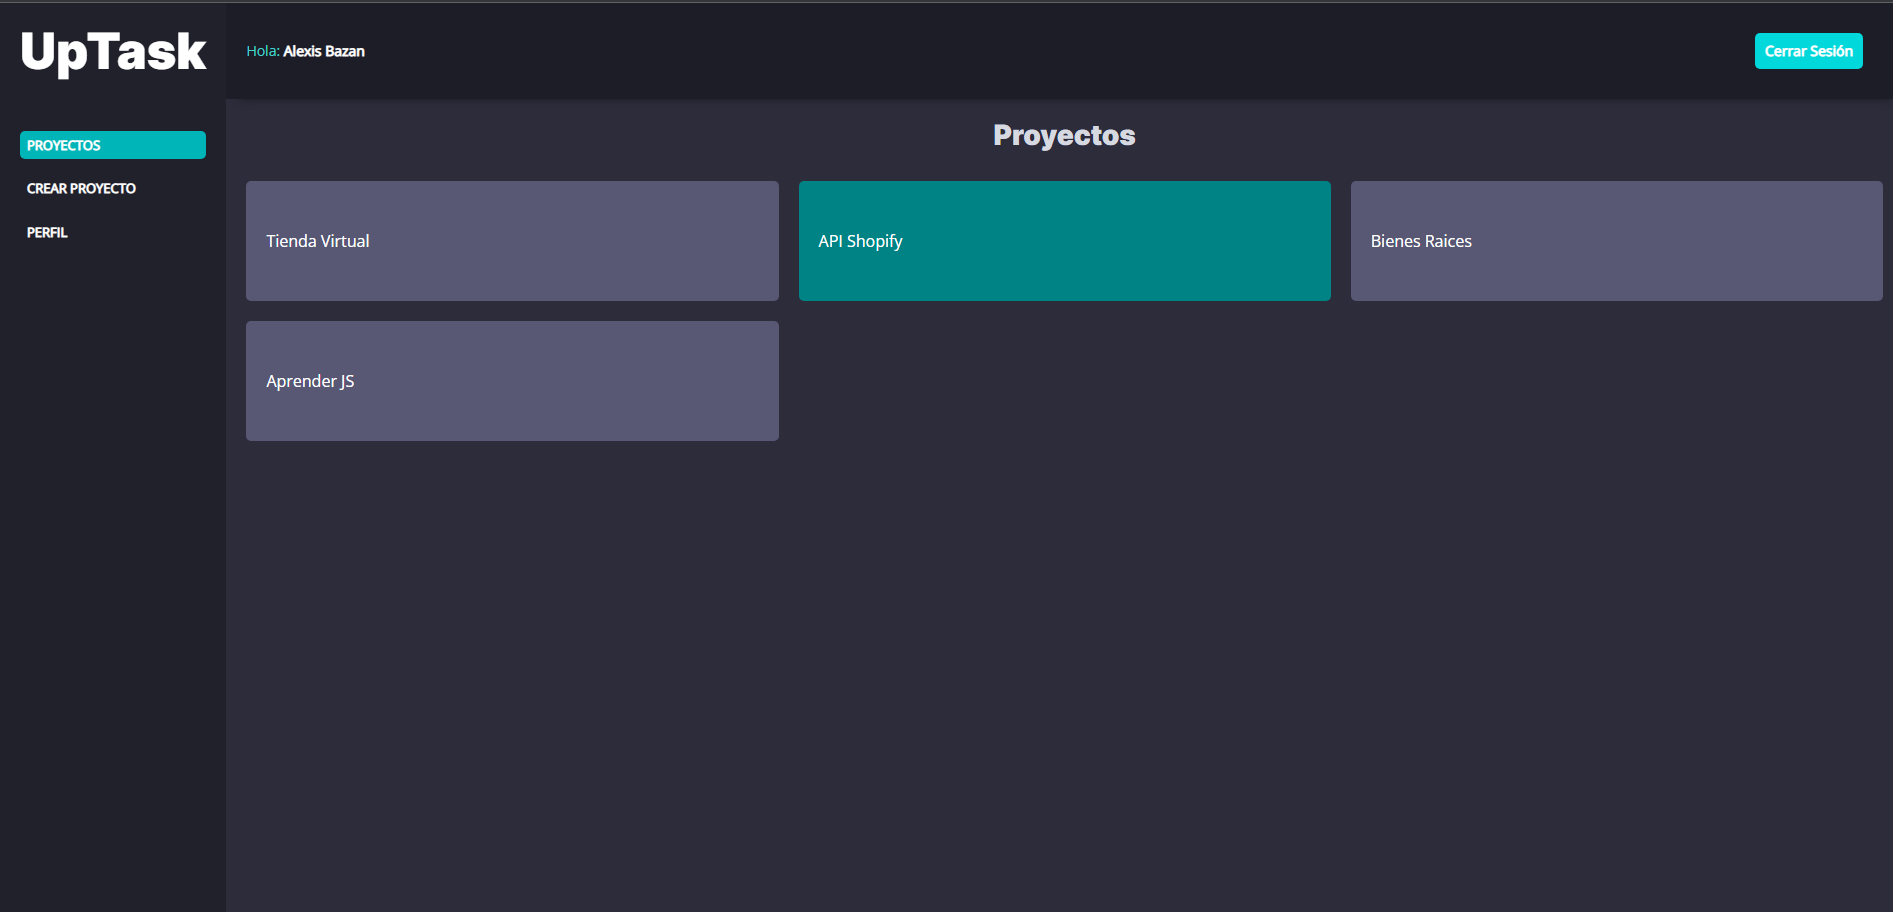 UpTask
Hola: Alexis Bazan
Cerrar Sesión
PROYECTOS
CREAR PROYECTO
PERFIL
Proyectos
Tienda Virtual
API Shopify
Bienes Raices
Aprender JS